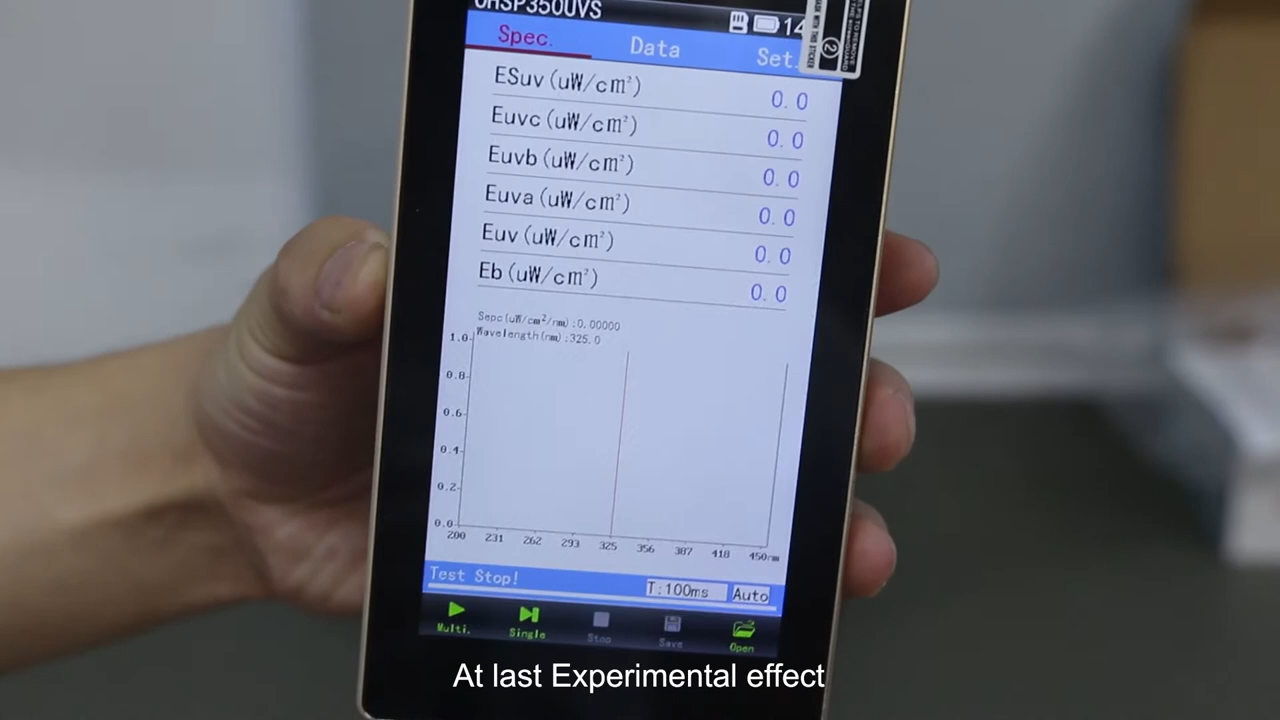 OHSP350UVS
14
Spec. Data Set.
ESuv(uW/cm²) 0.0
Euvc(uW/cm²) 0.0
Euvb(uW/cm²) 0.0
Euva(uW/cm²) 0.0
Euv(uW/cm²) 0.0
Eb(uW/cm²) 0.0
Sepc(uW/cm2/nm):0.00000
Wavelength(nm):325.0
1.0
0.8
0.6
0.4
0.2
0.0
200 231 262 293 325 356 387 418 450nm
Test Stop! T:100ms Auto
Multi. Single Stop Save Open
2
At last Experimental effect